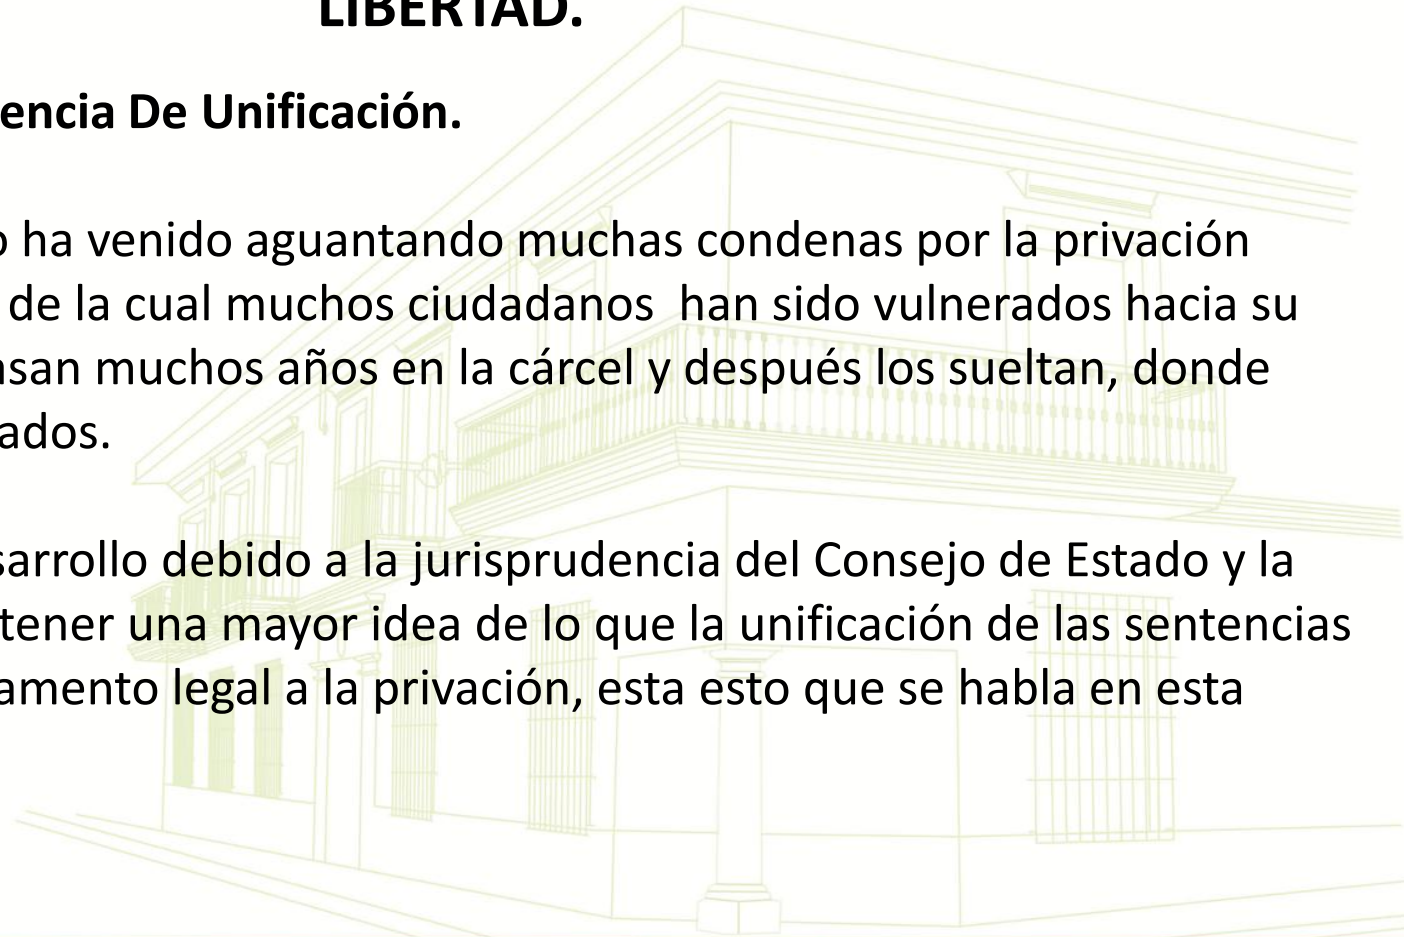 LIBERTAD.
encia De Unificación.
o ha venido aguantando muchas condenas por la privación
de la cual muchos ciudadanos  han sido vulnerados hacia su
san muchos años en la cárcel y después los sueltan, donde
ados.
sarrollo debido a la jurisprudencia del Consejo de Estado y la
tener una mayor idea de lo que la unificación de las sentencias
amento legal a la privación, esta esto que se habla en esta